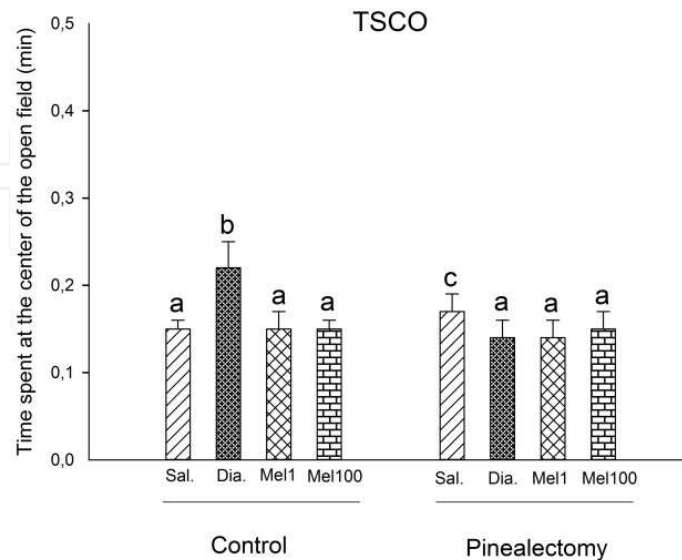 TSCO
Time spent at the center of the open field (min)
0,5
0,4
0,3
0,2
0,1
0,0
a
b
a
a
c
a
a
a
Sal. Dia. Mel1 Mel100 Sal. Dia. Mel1 Mel100
Control Pinealectomy